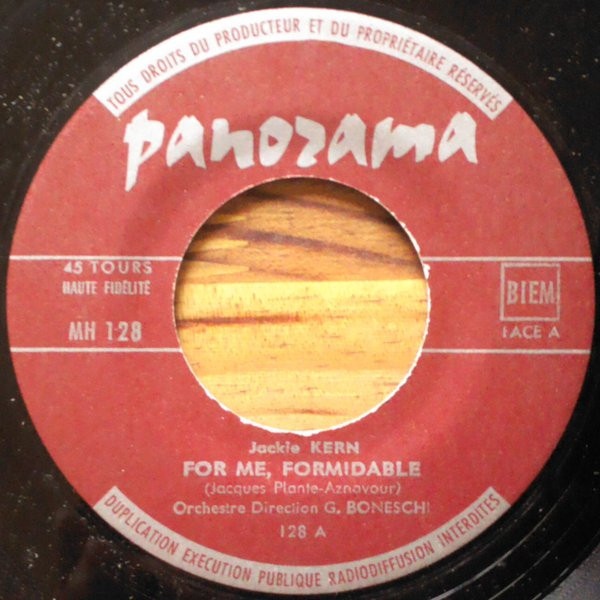 TOUS DROITS DU PRODUCTEUR ET DU PROPRIÉTAIRE RÉSERVÉS
panorama
45 TOURS
HAUTE FIDÉLITÉ
MH 128
BIEM
FACE A
Jackie KERN
FOR ME, FORMIDABLE
(Jacques Plante-Aznavour)
Orchestre Direction G. BONESCHI
128 A
DUPLICATION EXECUTION PUBLIQUE RADIODIFFUSION INTERDITES